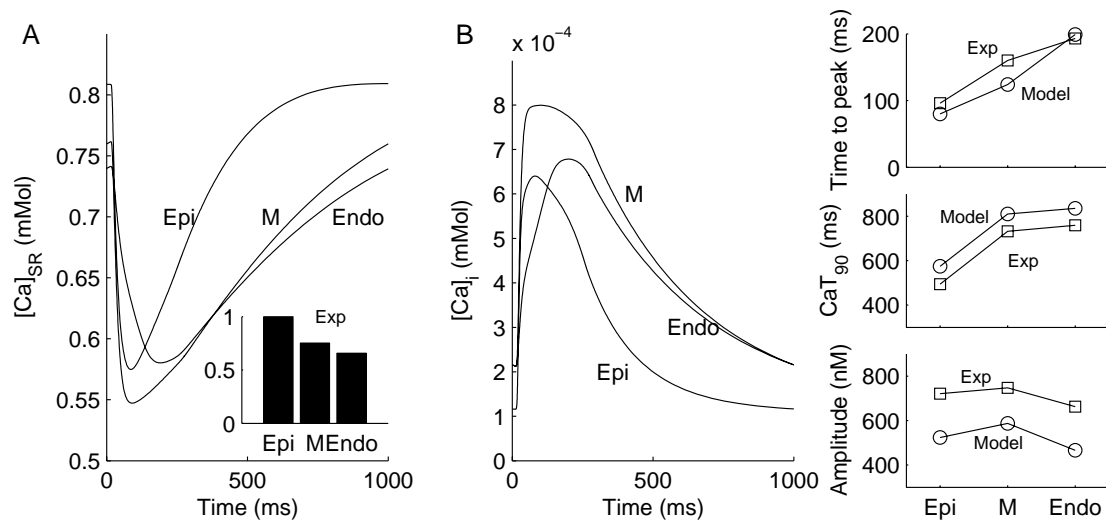 A
[Ca]SR (mMol)
0.8
0.75
0.7
0.65
0.6
0.55
0.5
0
500
1000
Time (ms)
Epi
M
Endo
Exp
1
0.5
0
Epi
M
Endo
B
x 10-4
[Ca]i (mMol)
8
7
6
5
4
3
2
1
0
0
500
1000
Time (ms)
M
Endo
Epi
Time to peak (ms)
200
100
0
Exp
Model
CaT90 (ms)
800
600
400
Model
Exp
Amplitude (nM)
800
600
400
Exp
Model
Epi
M
Endo